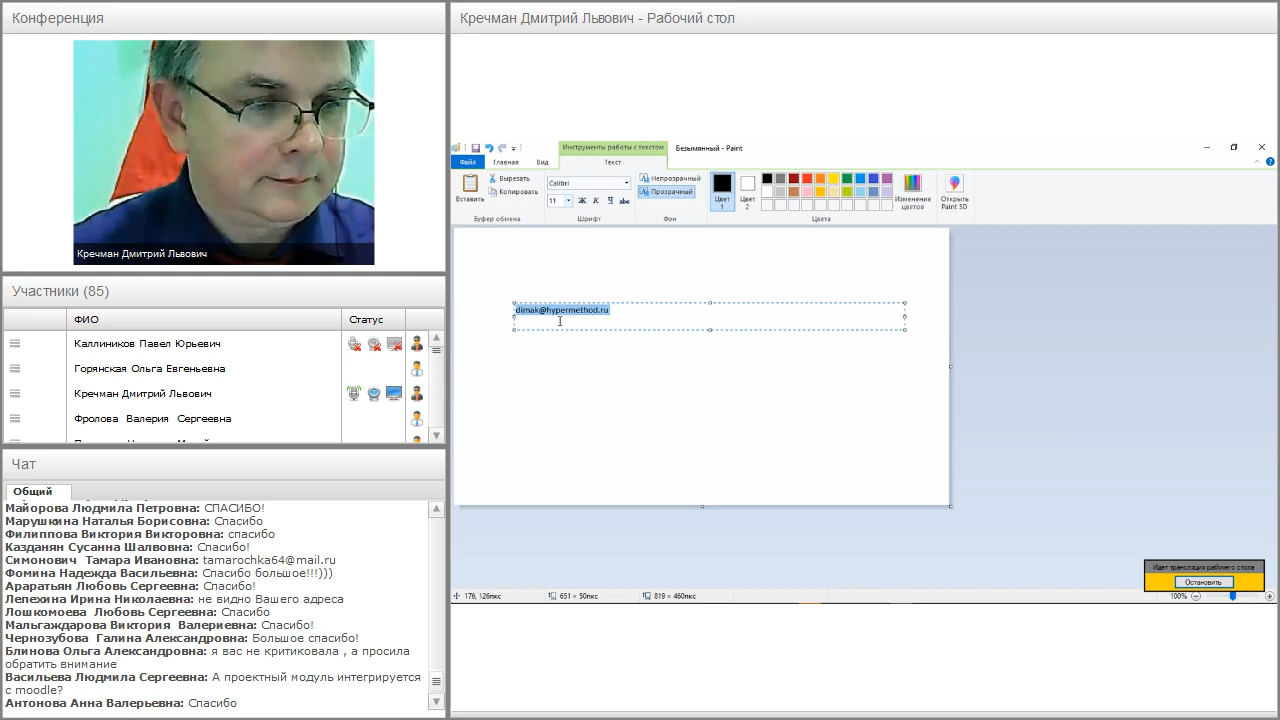 Конференция
Кречман Дмитрий Львович
Участники (85)
ФИО Статус
Каллиников Павел Юрьевич
Горянская Ольга Евгеньевна
Кречман Дмитрий Львович
Фролова Валерия Сергеевна
Чат
Общий
Майорова Людмила Петровна: СПАСИБО!
Марушкина Наталья Борисовна: Спасибо
Филиппова Виктория Викторовна: спасибо
Казданян Сусанна Шалвовна: Спасибо!
Симонович Тамара Ивановна: tamarochka64@mail.ru
Фомина Надежда Васильевна: Спасибо большое!!!)))
Араратьян Любовь Сергеевна: Спасибо!
Лепехина Ирина Николаевна: не видно Вашего адреса
Лошкомоева Любовь Сергеевна: Спасибо
Мальгаждарова Виктория Валериевна: Спасибо!
Чернозубова Галина Александровна: Большое спасибо!
Блинова Ольга Александровна: я вас не критиковала , а просила
обратить внимание
Васильева Людмила Сергеевна: А проектный модуль интегрируется
с moodle?
Антонова Анна Валерьевна: Спасибо
Кречман Дмитрий Львович - Рабочий стол
Инструменты работы с текстом Безымянный - Paint
Файл Главная Вид Текст
Вставить
Вырезать
Копировать
Буфер обмена
Calibri
11 Ж К Ч abc
Шрифт
Непрозрачный
Прозрачный
Фон
Цвет 1
Цвет 2
Цвета
Изменение цветов
Открыть Paint 3D
dimak@hypermethod.ru
Идет трансляция рабочего стола
Остановить
176, 126пкс 651 × 50пкс 819 × 460пкс 100%